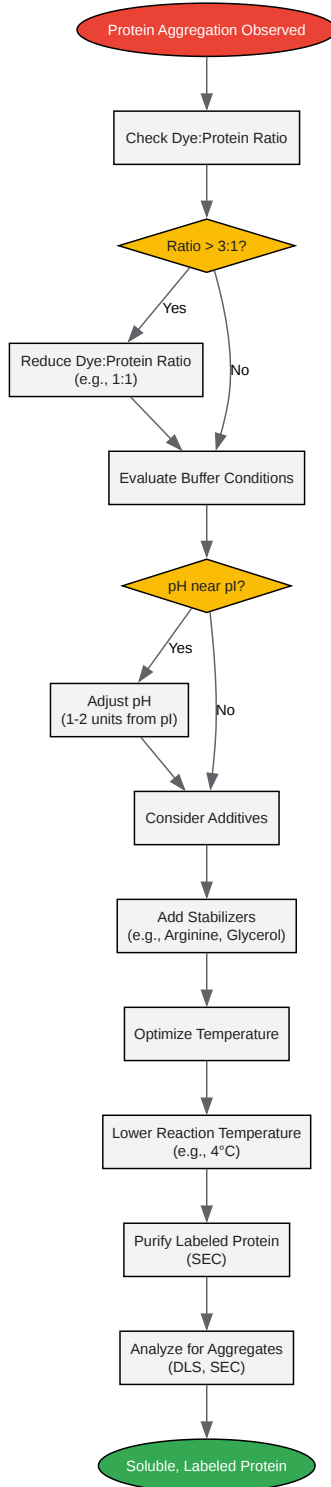 Protein Aggregation Observed
Check Dye:Protein Ratio
Ratio > 3:1?
Yes
Reduce Dye:Protein Ratio
(e.g., 1:1)
No
Evaluate Buffer Conditions
pH near pI?
Yes
Adjust pH
(1-2 units from pI)
No
Consider Additives
Add Stabilizers
(e.g., Arginine, Glycerol)
Optimize Temperature
Lower Reaction Temperature
(e.g., 4°C)
Purify Labeled Protein
(SEC)
Analyze for Aggregates
(DLS, SEC)
Soluble, Labeled Protein